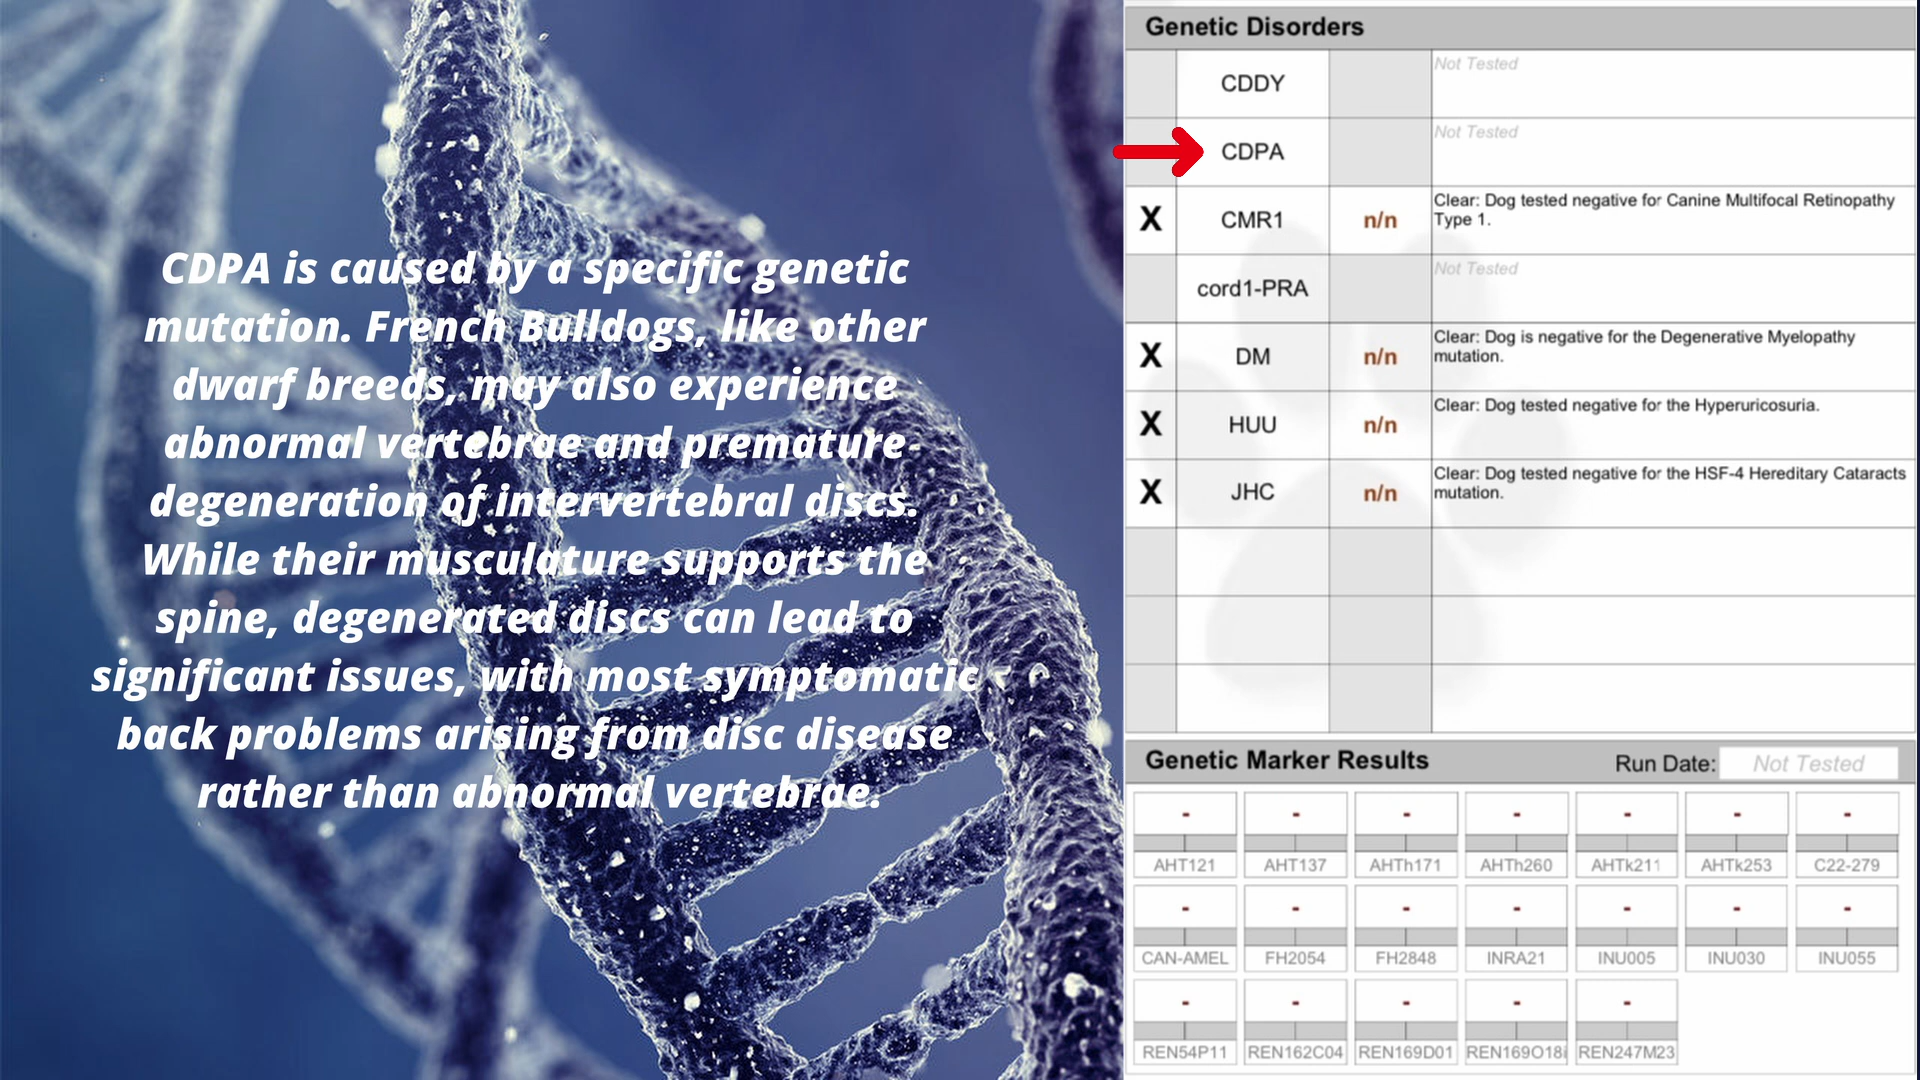 CDPA is caused by a specific genetic
mutation. French Bulldogs, like other
dwarf breeds, may also experience
abnormal vertebrae and premature
degeneration of intervertebral discs.
While their musculature supports the
spine, degenerated discs can lead to
significant issues, with most symptomatic
back problems arising from disc disease
rather than abnormal vertebrae.
Genetic Disorders
CDDY Not Tested
CDPA Not Tested
X CMR1 n/n Clear: Dog tested negative for Canine Multifocal Retinopathy
Type 1.
cord1-PRA Not Tested
X DM n/n Clear: Dog is negative for the Degenerative Myelopathy
mutation.
X HUU n/n Clear: Dog tested negative for the Hyperuricosuria.
X JHC n/n Clear: Dog tested negative for the HSF-4 Hereditary Cataracts
mutation.
Genetic Marker Results Run Date: Not Tested
- - - - - - -
AHT121 AHT137 AHTh171 AHTh260 AHTk211 AHTk253 C22-279
- - - - - - -
CAN-AMEL FH2054 FH2848 INRA21 INU005 INU030 INU055
- - - - -
REN54P11 REN162C04 REN169D01 REN169O18 REN247M23